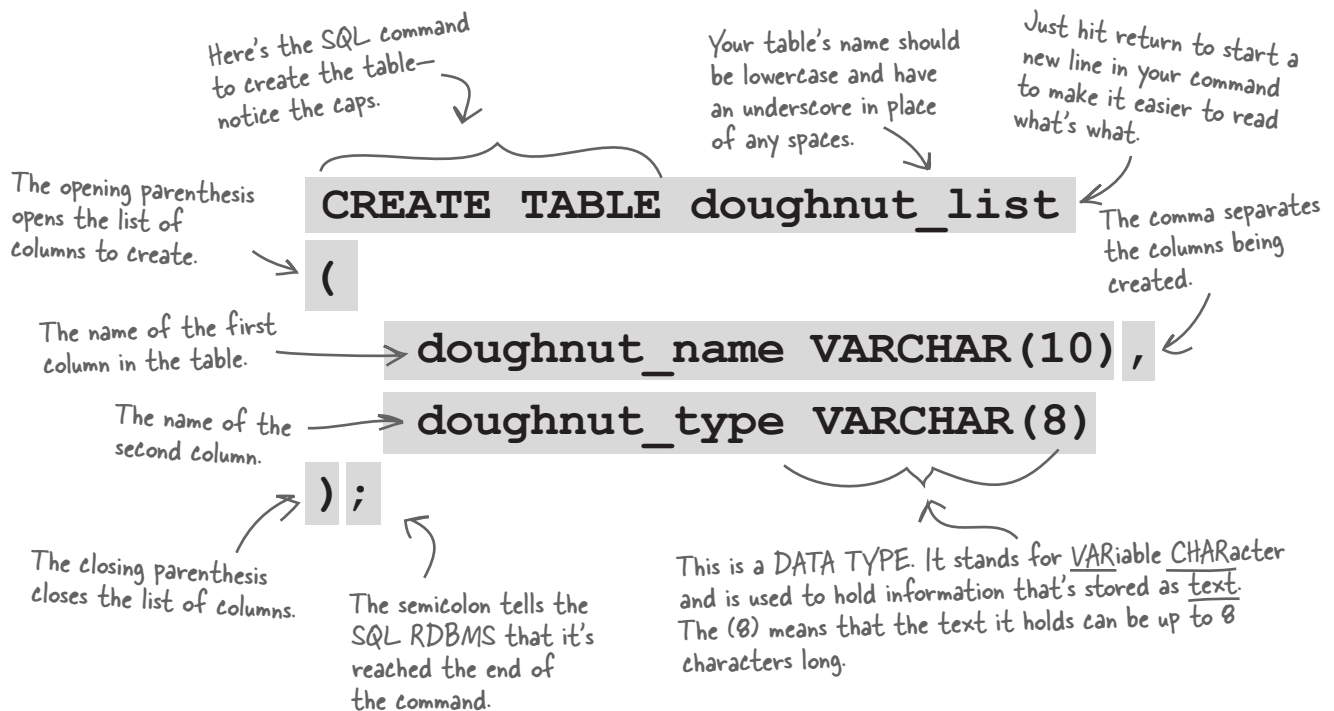 Here's the SQL command
to create the table—
notice the caps.
Your table's name should
be lowercase and have
an underscore in place
of any spaces.
Just hit return to start a
new line in your command
to make it easier to read
what's what.
The opening parenthesis
opens the list of
columns to create.
CREATE TABLE doughnut_list
The comma separates
the columns being
created.
(
The name of the first
column in the table.
doughnut_name VARCHAR(10),
The name of the
second column.
doughnut_type VARCHAR(8)
);
The closing parenthesis
closes the list of columns.
The semicolon tells the
SQL RDBMS that it's
reached the end of
the command.
This is a DATA TYPE. It stands for VARiable CHARacter
and is used to hold information that's stored as text.
The (8) means that the text it holds can be up to 8
characters long.